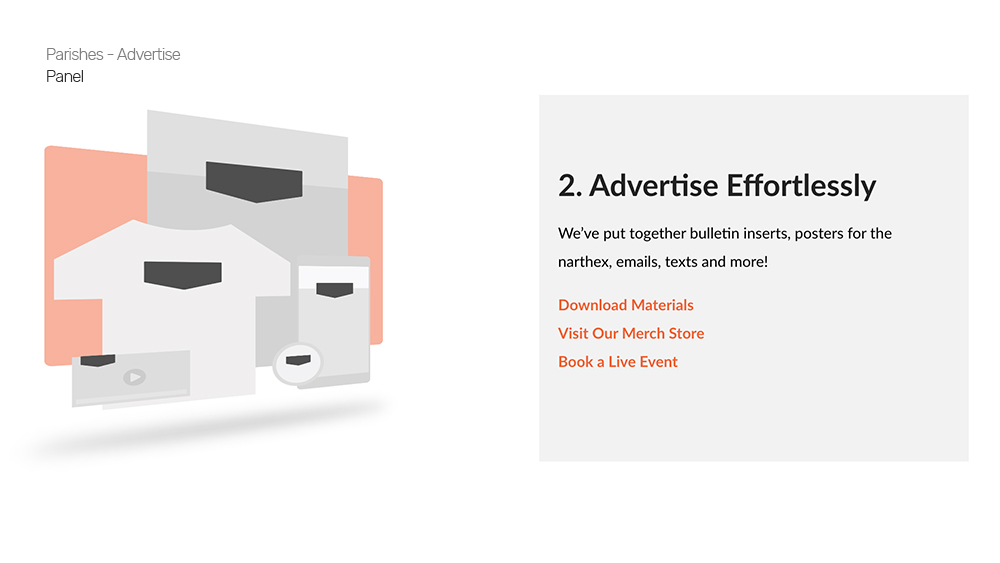 Parishes - Advertise
Panel
2. Advertise Effortlessly
We’ve put together bulletin inserts, posters for the
narthex, emails, texts and more!
Download Materials
Visit Our Merch Store
Book a Live Event